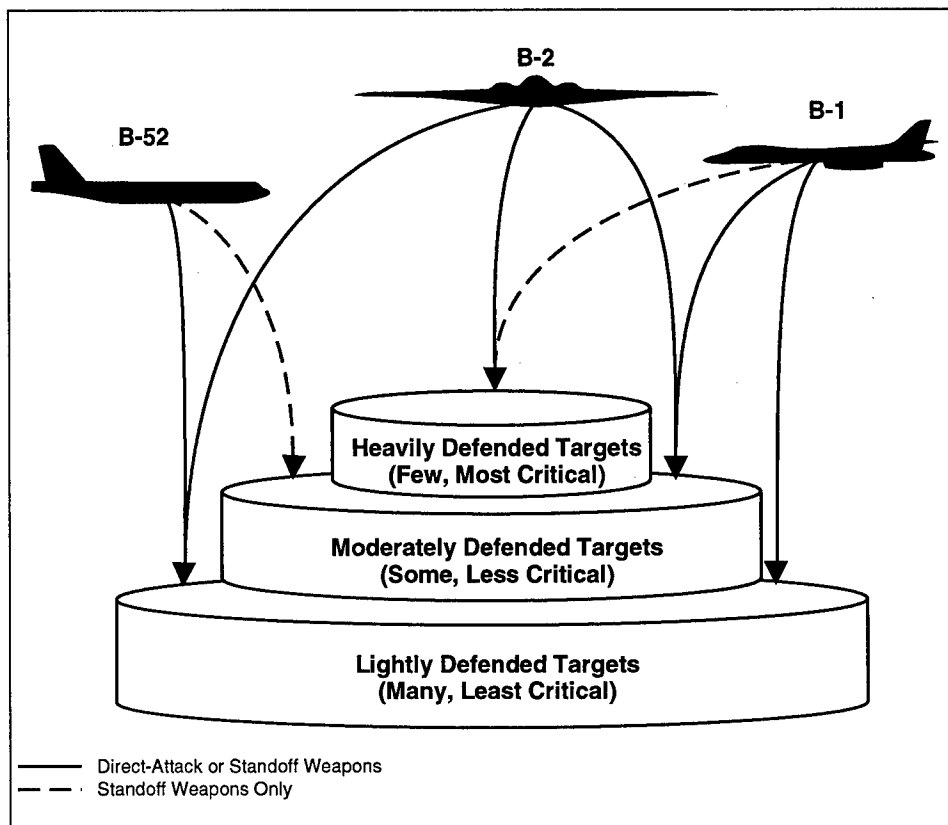 B-2
B-1
B-52
Heavily Defended Targets
(Few, Most Critical)
Moderately Defended Targets
(Some, Less Critical)
Lightly Defended Targets
(Many, Least Critical)
Direct-Attack or Standoff Weapons
Standoff Weapons Only